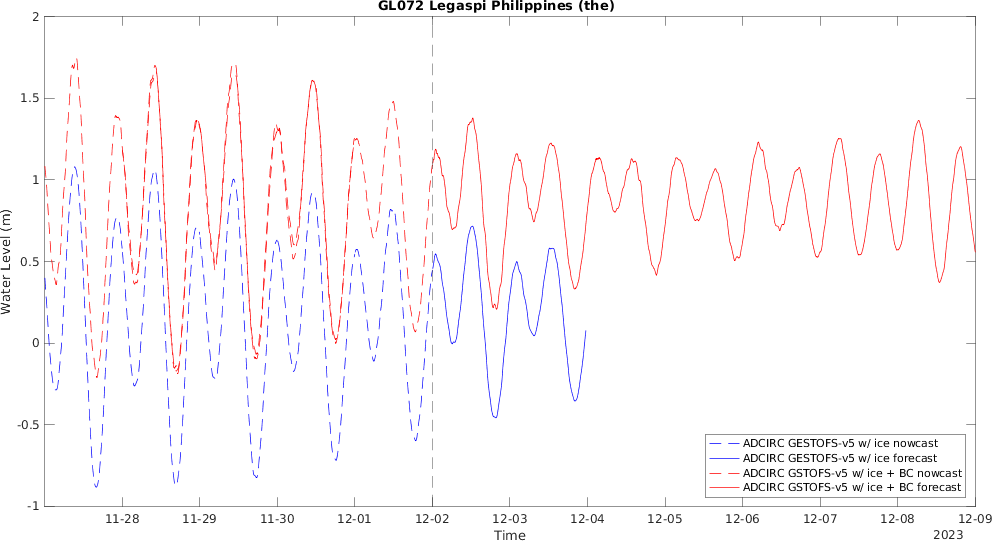 GL072 Legaspi Philippines (the)
2
1.5
1
0.5
0
-0.5
-1
Water Level (m)
ADCIRC GESTOFS-v5 w/ ice nowcast
ADCIRC GESTOFS-v5 w/ ice forecast
ADCIRC GSTOFS-v5 w/ ice + BC nowcast
ADCIRC GSTOFS-v5 w/ ice + BC forecast
11-28 11-29 11-30 12-01 12-02 12-03 12-04 12-05 12-06 12-07 12-08 12-09
Time
2023